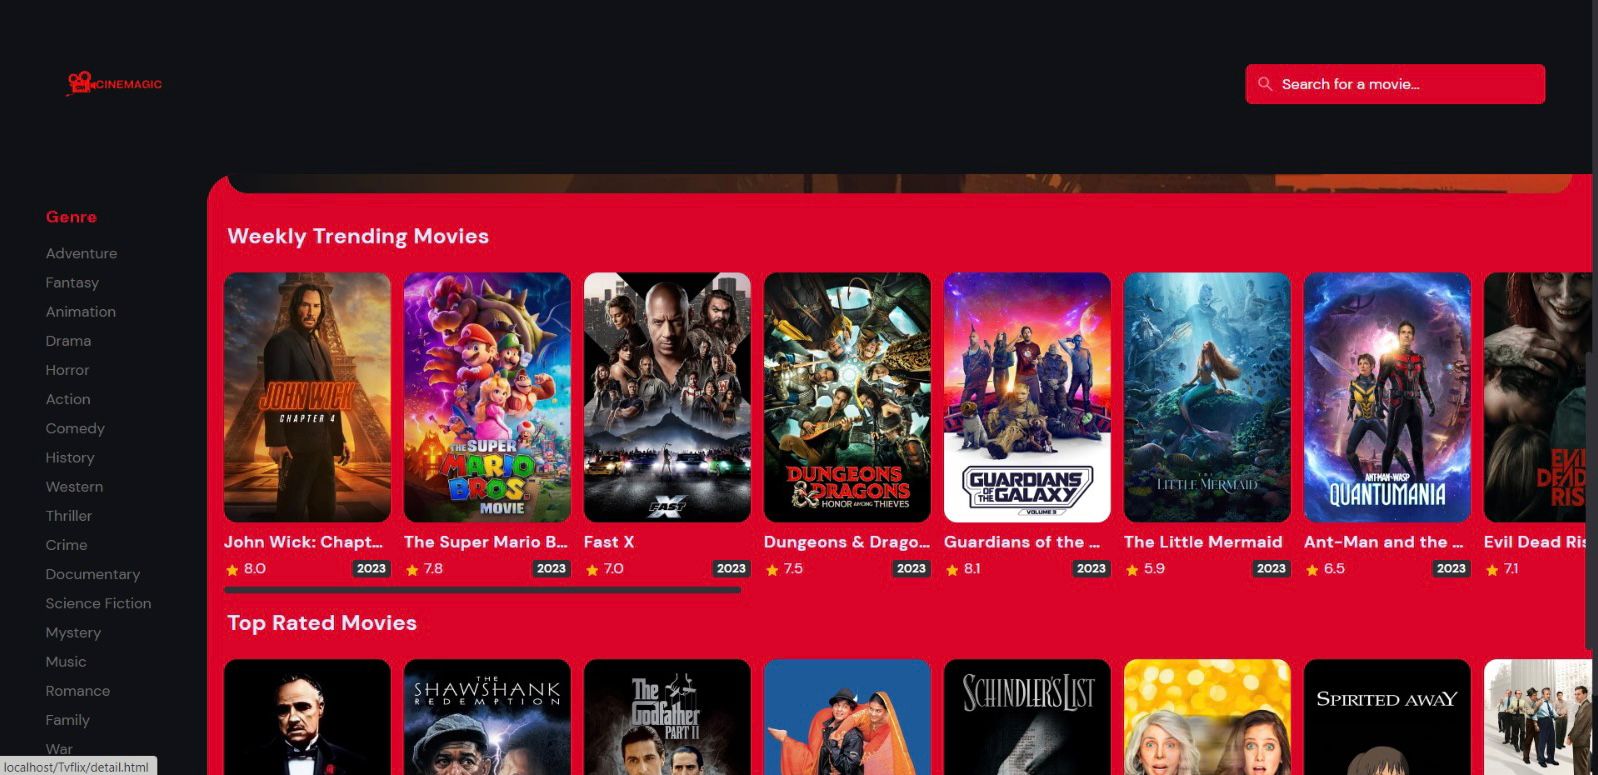 CINEMAGIC
Search for a movie...
Genre
Adventure
Fantasy
Animation
Drama
Horror
Action
Comedy
History
Western
Thriller
Crime
Documentary
Science Fiction
Mystery
Music
Romance
Family
War
Weekly Trending Movies
JOHN WICK
CHAPTER 4
THE SUPER
MARIO
BROS.
MOVIE
FAST X
DUNGEONS
& DRAGONS
HONOR AMONG THIEVES
GUARDIANS
OF THE GALAXY
VOLUME 3
THE
LITTLE MERMAID
ANT-MAN AND THE WASP
QUANTUMANIA
EVIL
DEAD
RIS
John Wick: Chapt...
The Super Mario B...
Fast X
Dungeons & Drago...
Guardians of the ...
The Little Mermaid
Ant-Man and the ...
Evil Dead Ris
8.0 2023
7.8 2023
7.0 2023
7.5 2023
8.1 2023
5.9 2023
6.5 2023
7.1
Top Rated Movies
THE
SHAWSHANK
REDEMPTION
The
Godfather
PART II
SCHINDLER'S LIST
SPIRITED AWAY
localhost/Tvflix/detail.html